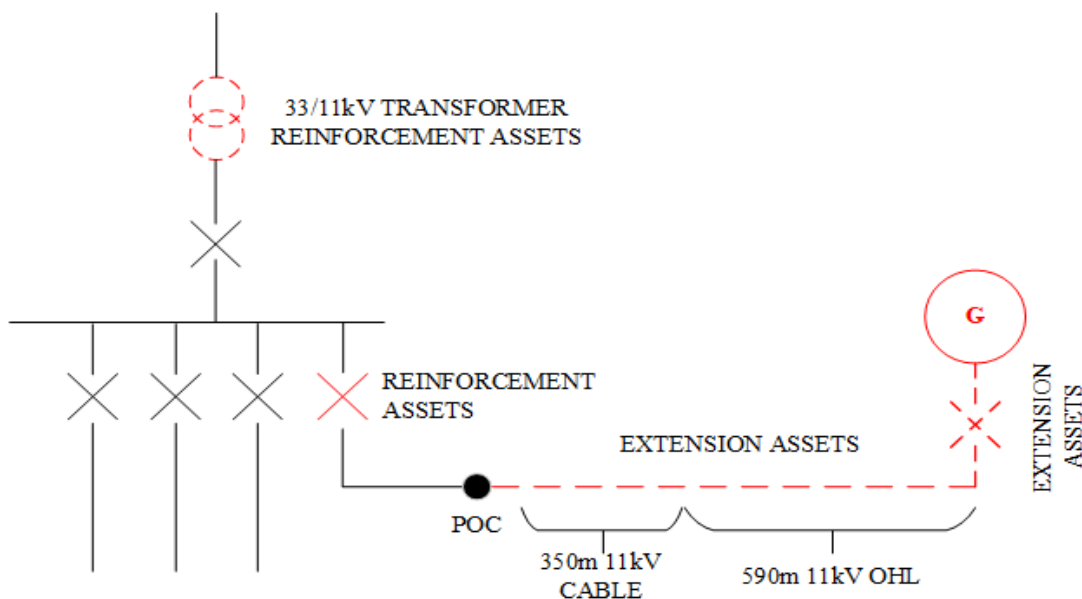 33/11kV TRANSFORMER
REINFORCEMENT ASSETS
G
REINFORCEMENT
ASSETS
EXTENSION ASSETS
EXTENSION
ASSETS
POC
350m 11kV
CABLE
590m 11kV OHL